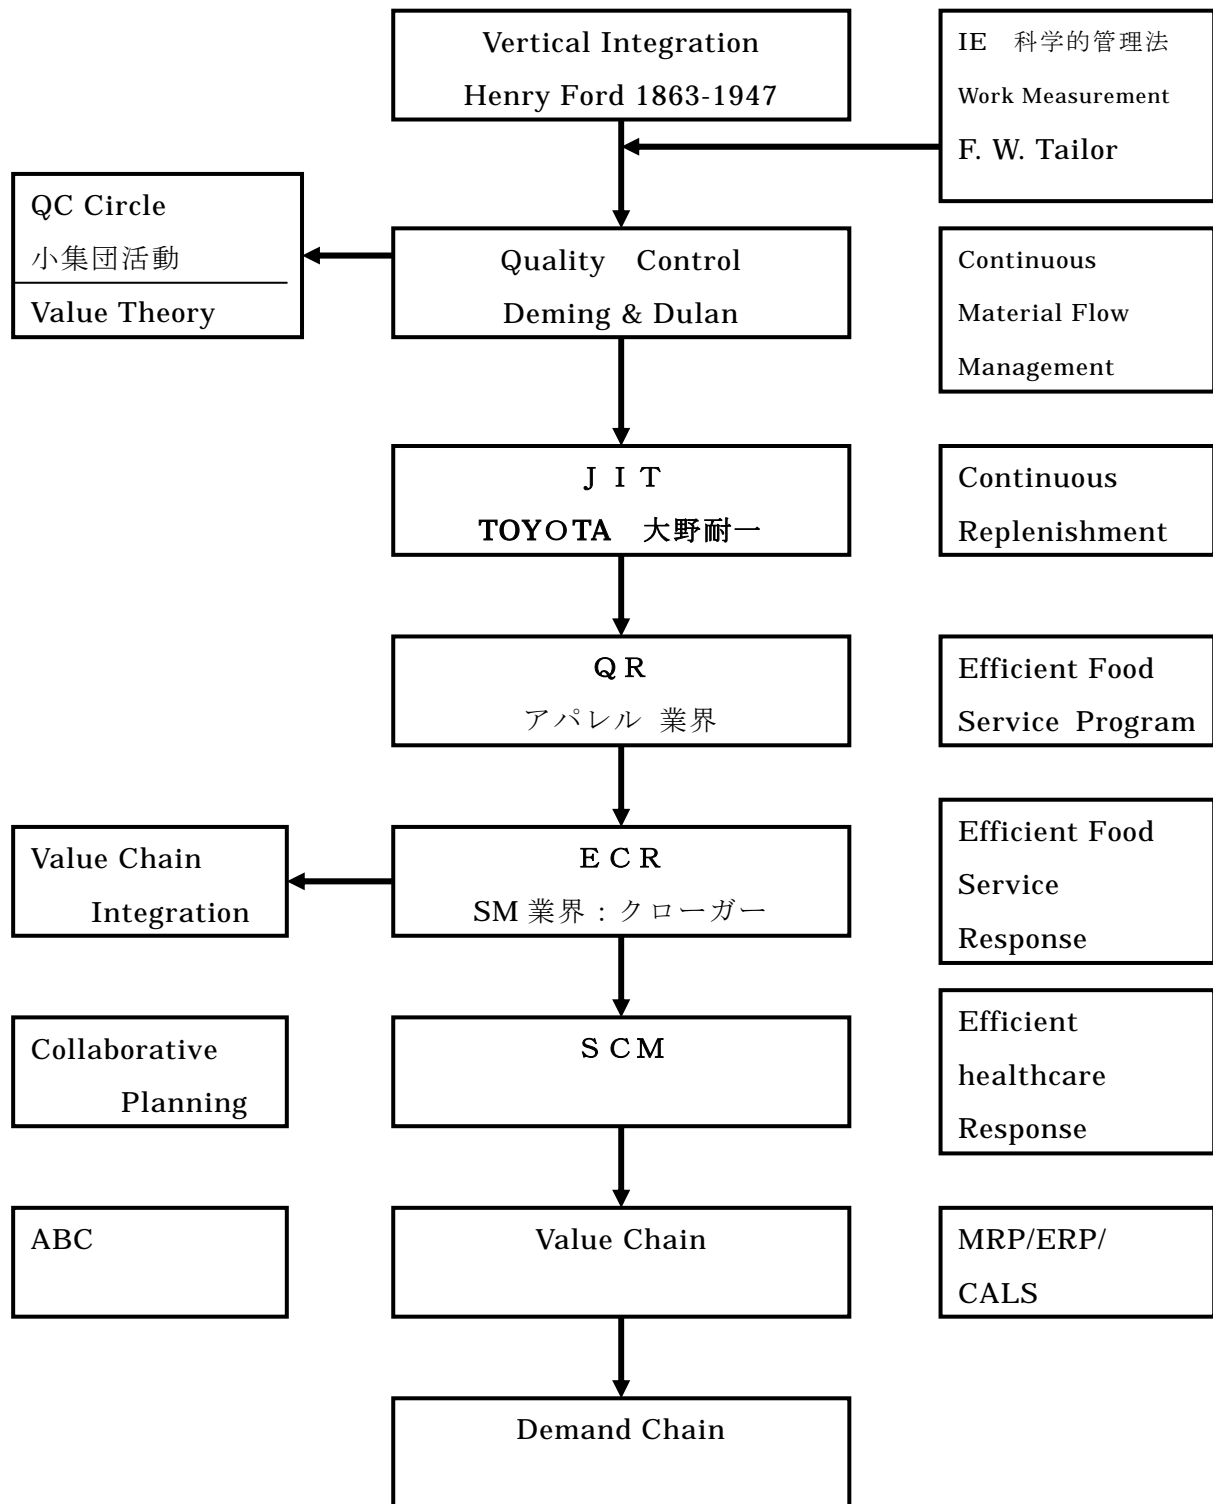 Vertical Integration
Henry Ford 1863-1947
IE 科学的管理法
Work Measurement
F. W. Tailor
QC Circle
小集団活動
Value Theory
Quality Control
Deming & Dulan
Continuous
Material Flow
Management
ＪＩＴ
TOYOTA 大野耐一
Continuous
Replenishment
ＱＲ
アパレル 業界
Efficient Food
Service Program
Value Chain
Integration
ＥＣＲ
SM 業界：クローガー
Efficient Food
Service
Response
Collaborative
Planning
ＳＣＭ
Efficient
healthcare
Response
ABC
Value Chain
MRP/ERP/
CALS
Demand Chain